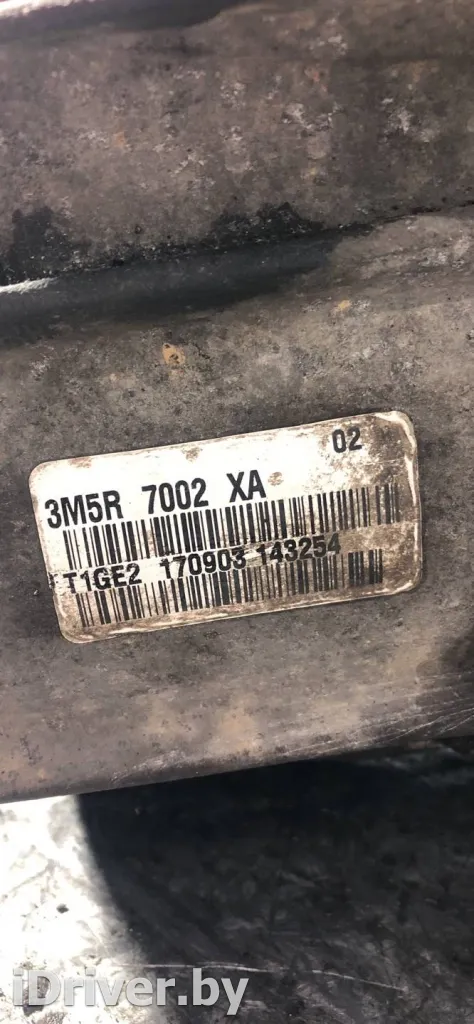 02
3M5R 7002 XA
T1GE2 170903 143254
iDriver.by